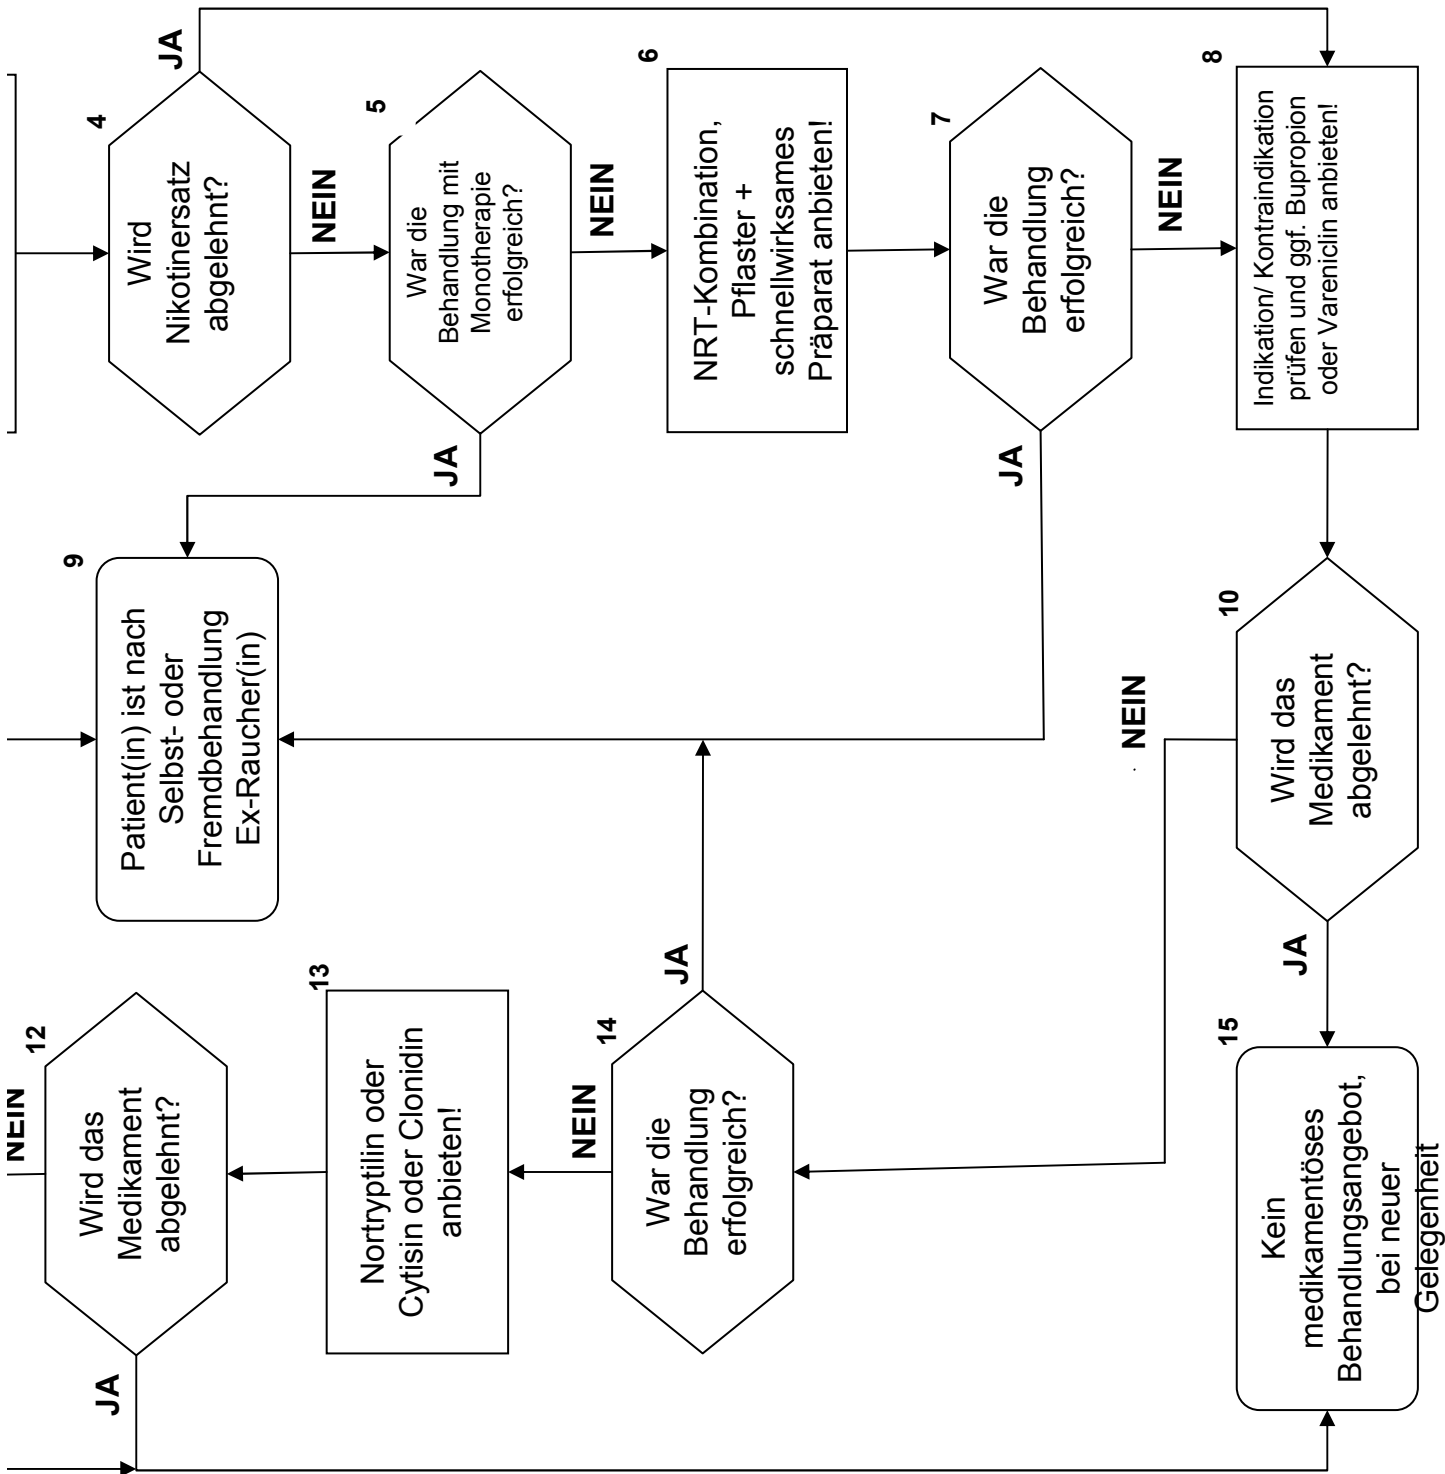 4
Wird
Nikotinersatz
abgelehnt?
JA
NEIN
5
War die
Behandlung mit
Monotherapie
erfolgreich?
JA
NEIN
6
NRT-Kombination,
Pflaster +
schnellwirksames
Präparat anbieten!
7
War die
Behandlung
erfolgreich?
JA
NEIN
8
Indikation/ Kontraindikation
prüfen und ggf. Bupropion
oder Vareniclin anbieten!
9
Patient(in) ist nach
Selbst- oder
Fremdbehandlung
Ex-Raucher(in)
10
Wird das
Medikament
abgelehnt?
NEIN
JA
12
Wird das
Medikament
abgelehnt?
NEIN
JA
13
Nortryptilin oder
Cytisin oder Clonidin
anbieten!
14
War die
Behandlung
erfolgreich?
JA
NEIN
15
Kein
medikamentöses
Behandlungsangebot,
bei neuer
Gelegenheit